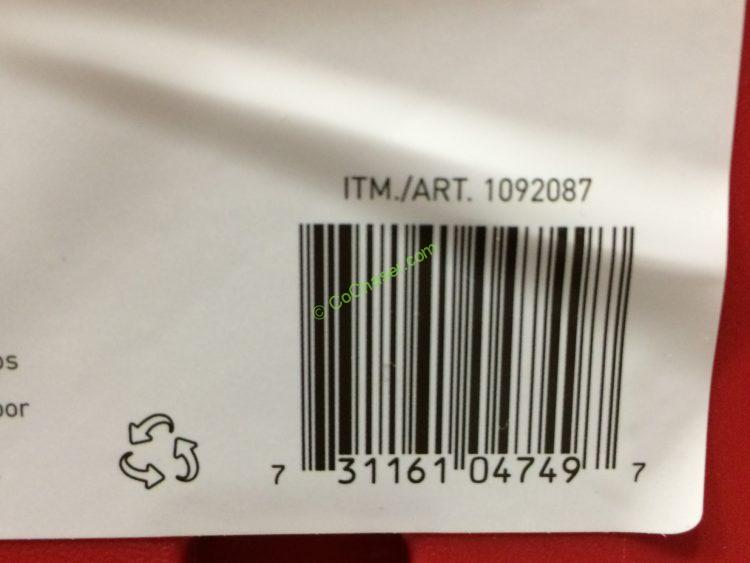 ITM./ART. 1092087
© CoChaser.com
os
oor
7 31161 04749 7